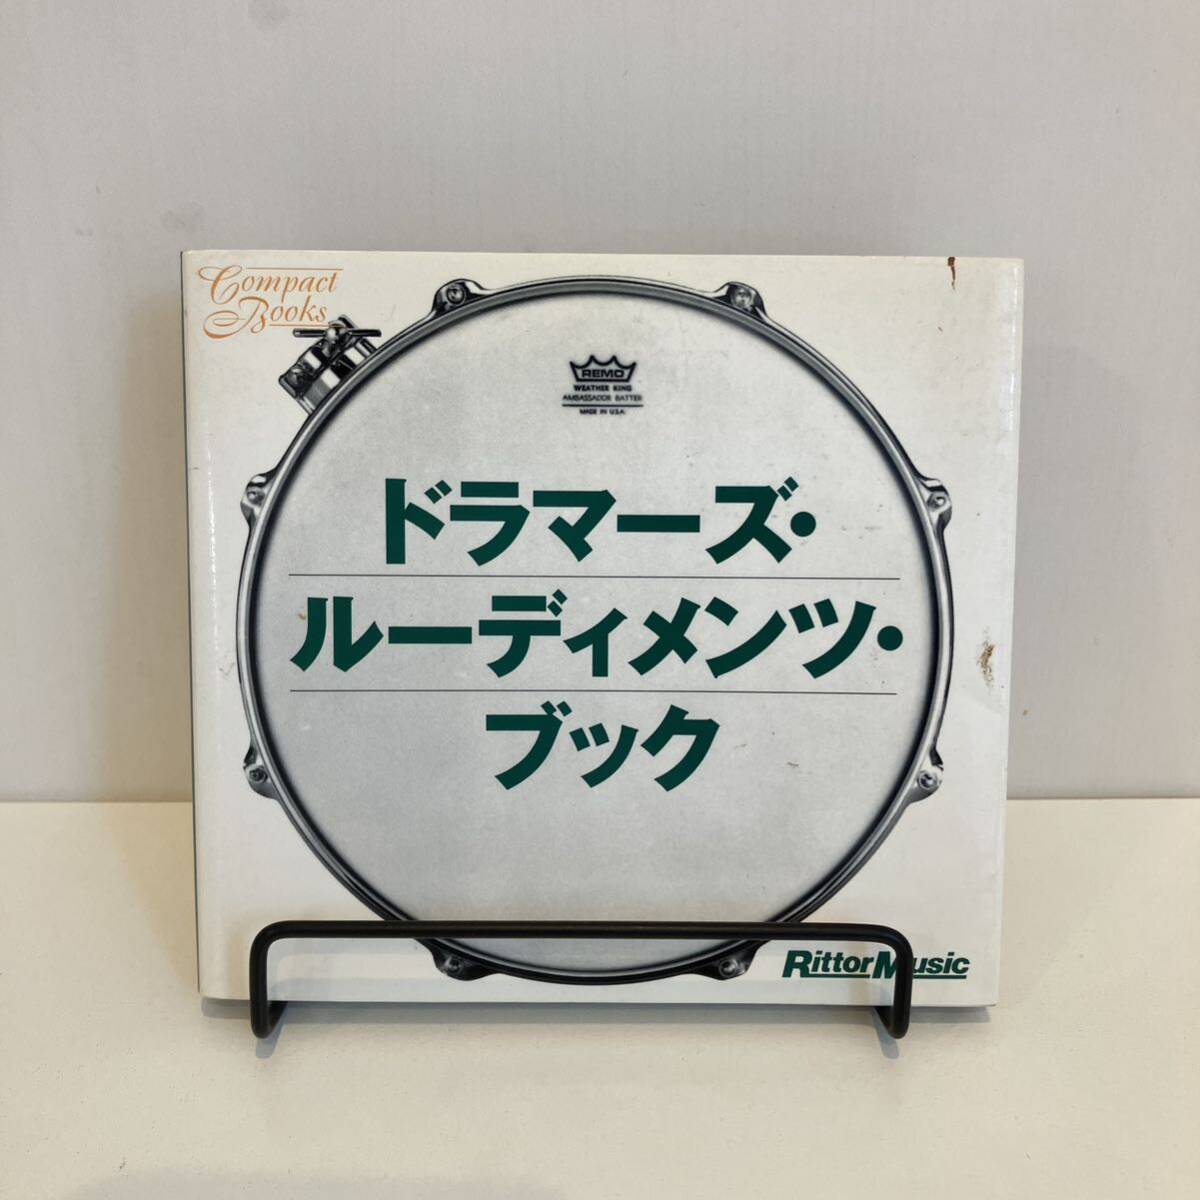 Compact
Books
REMO
WEATHER KING
AMBASSADOR BATTER
MADE IN U.S.A.
ドラマーズ・
ルーディメンツ・
ブック
RittorMusic